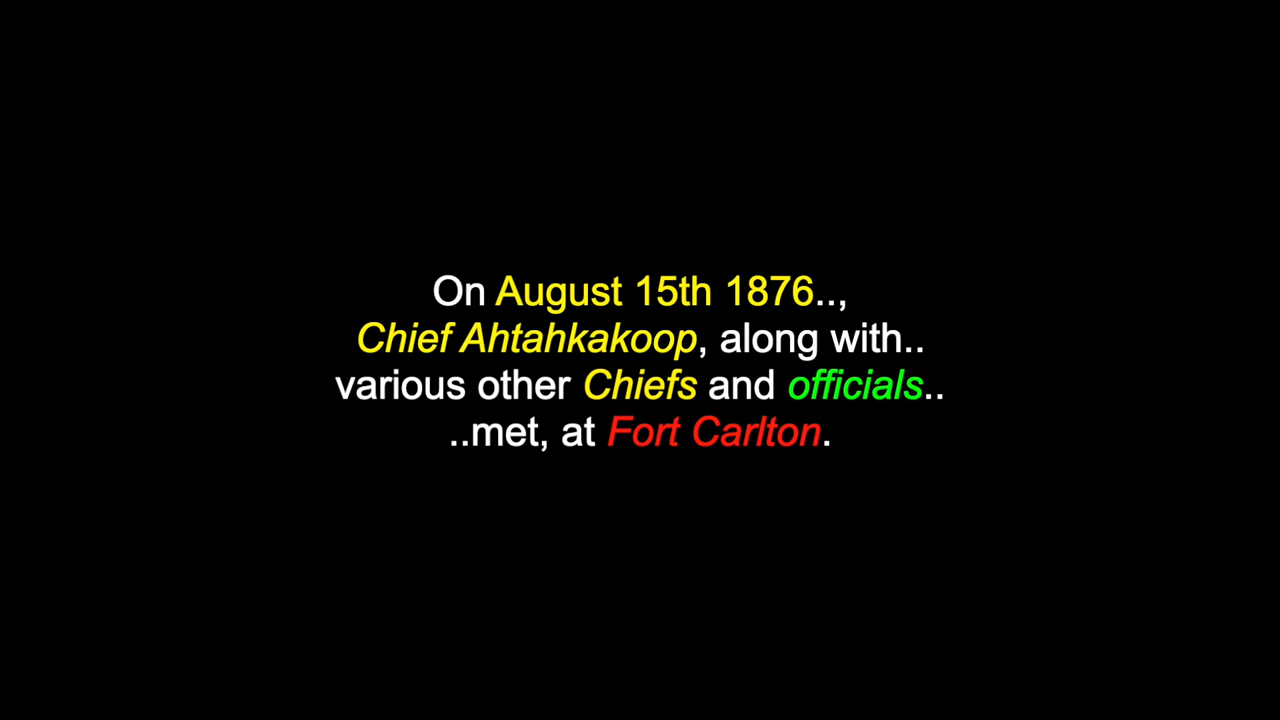 On August 15th 1876..,
Chief Ahtahkakoop, along with..
various other Chiefs and officials..
..met, at Fort Carlton.